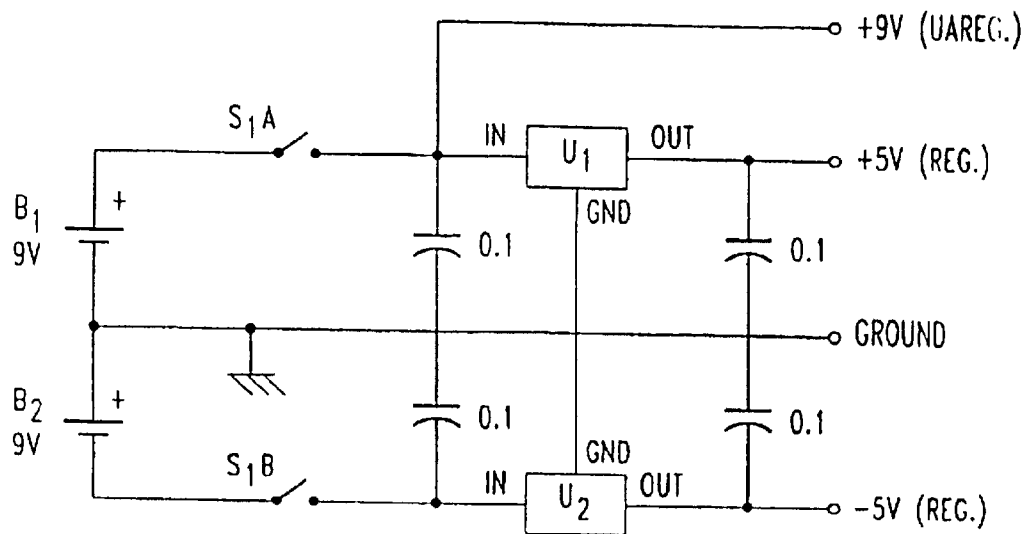 +9V (UAREG.)
S1A
IN
U1
OUT
+5V (REG.)
GND
B1
+
9V
0.1
0.1
GROUND
B2
+
9V
0.1
0.1
GND
S1B
IN
U2
OUT
-5V (REG.)